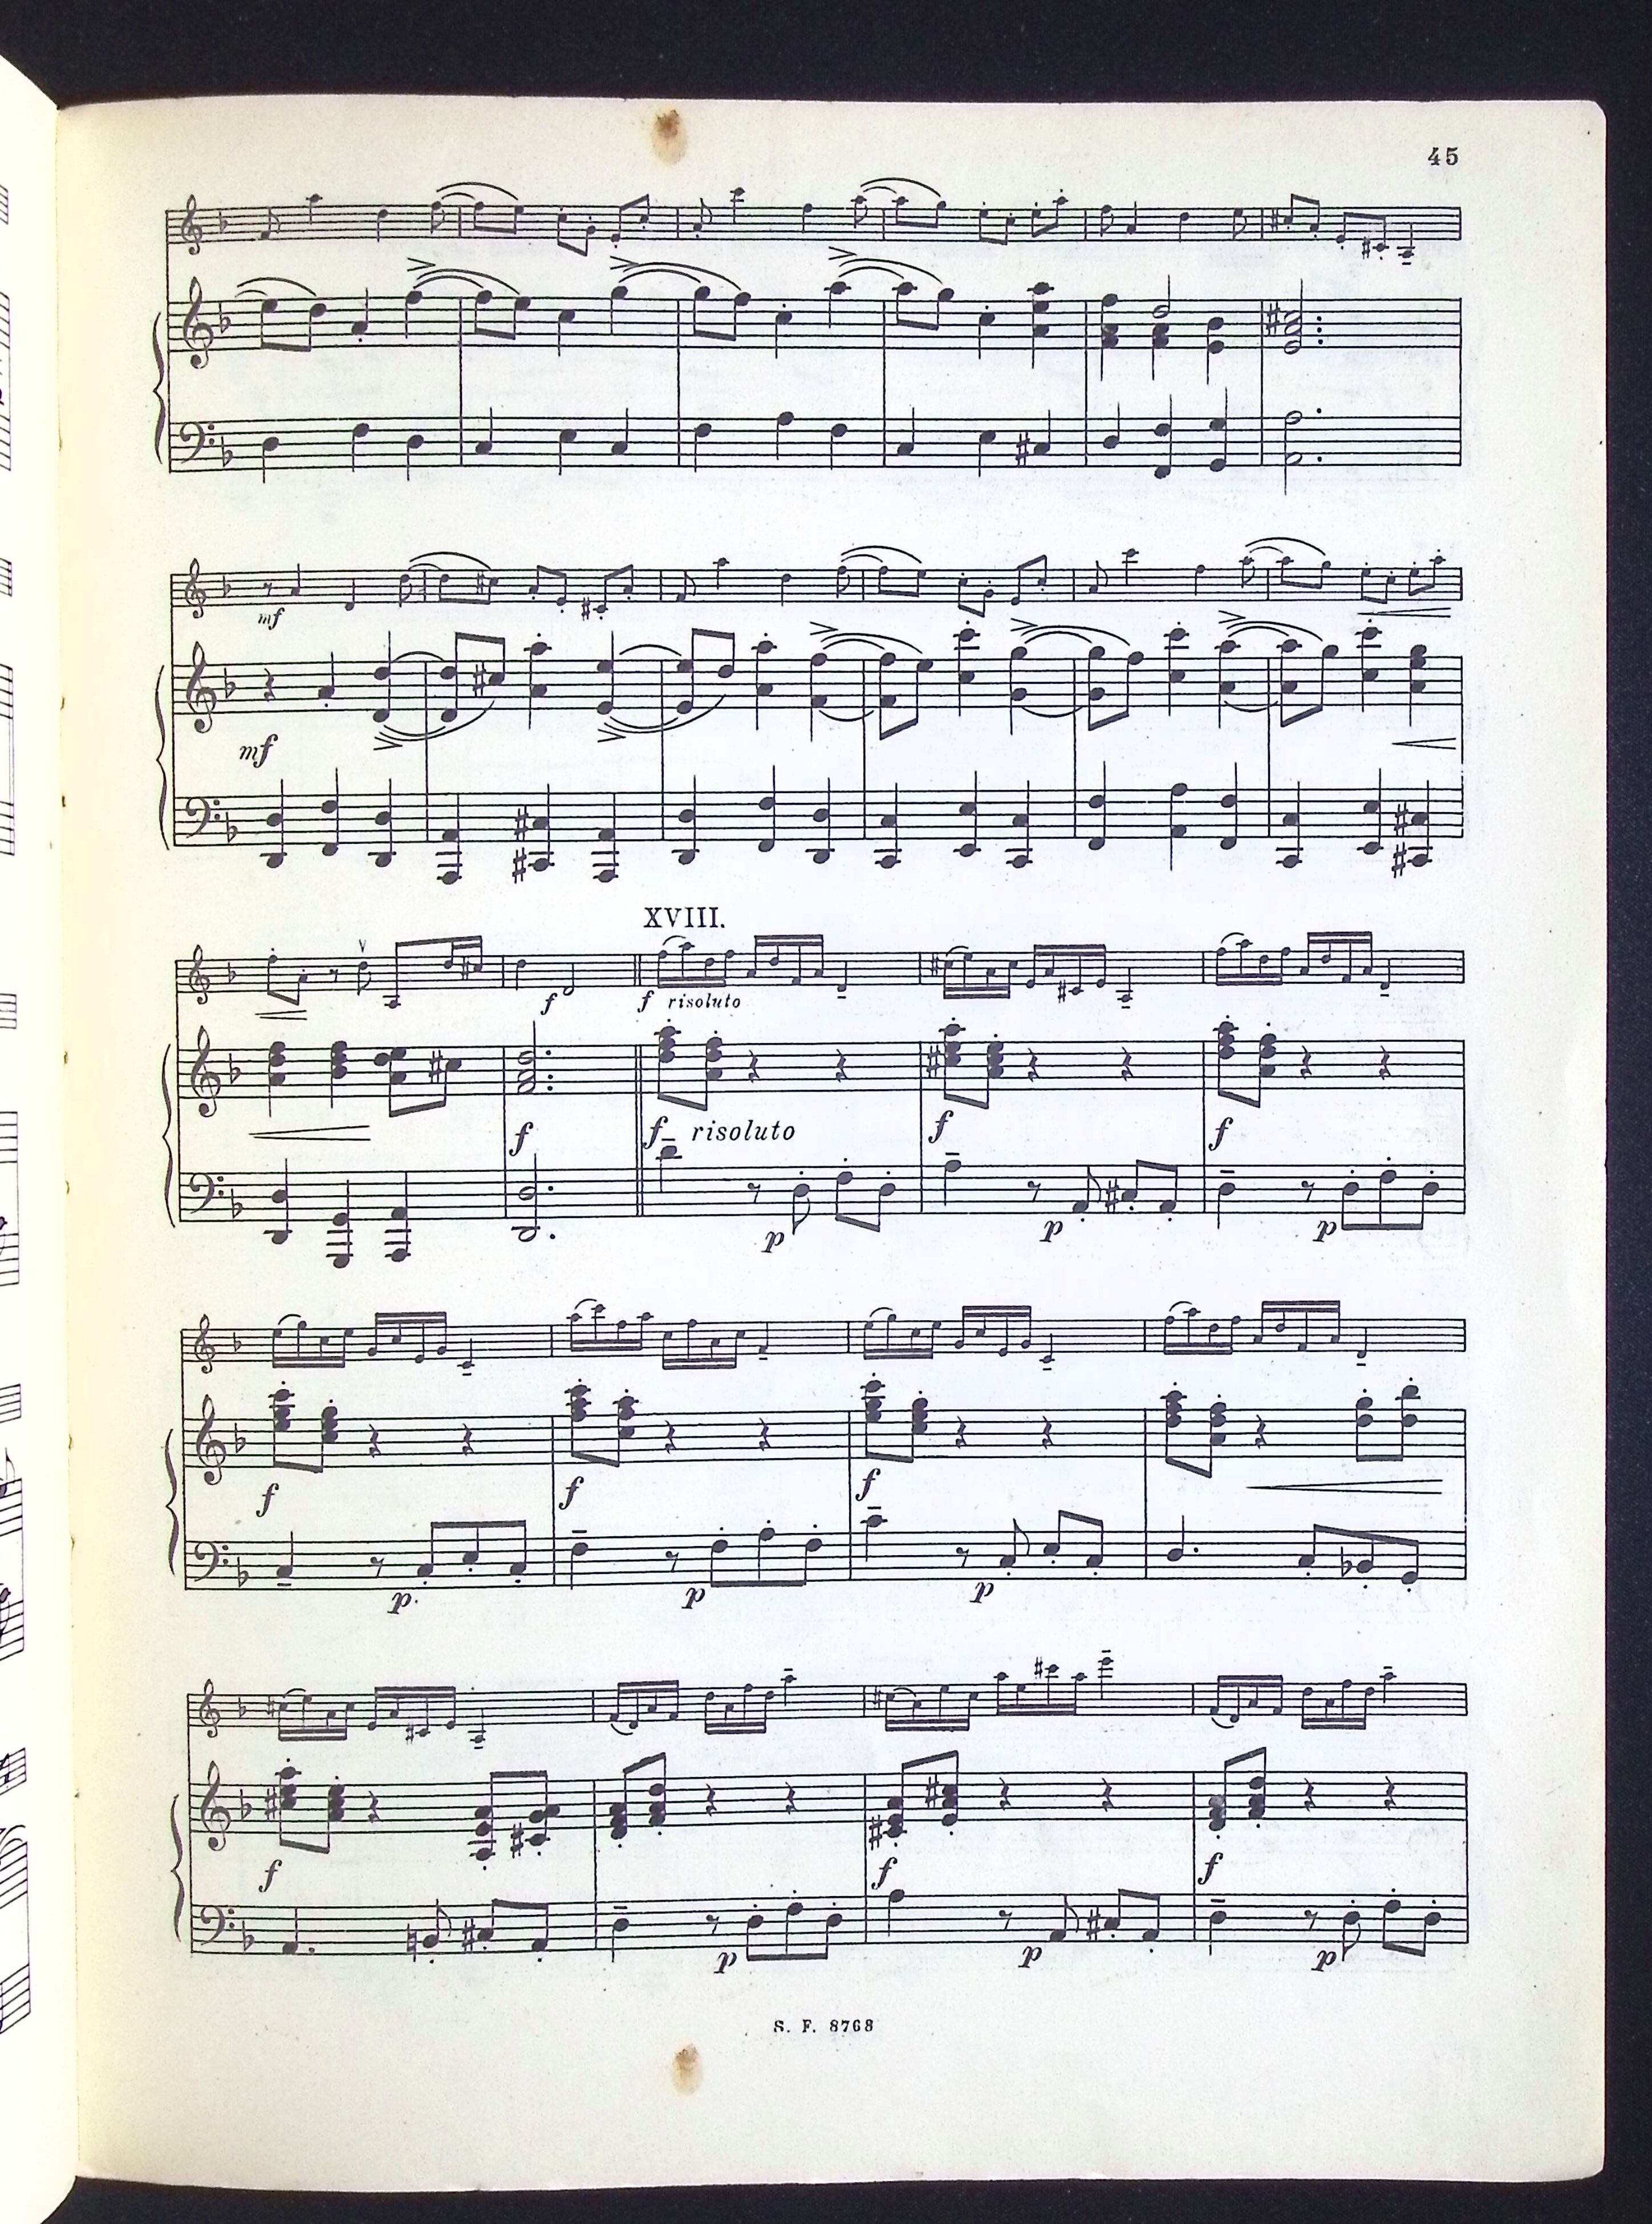 45
mf
mf
XVIII.
f f risoluto
f f risoluto f f
p p p
f f f
p p p
f f f
p p p
S. F. 8768